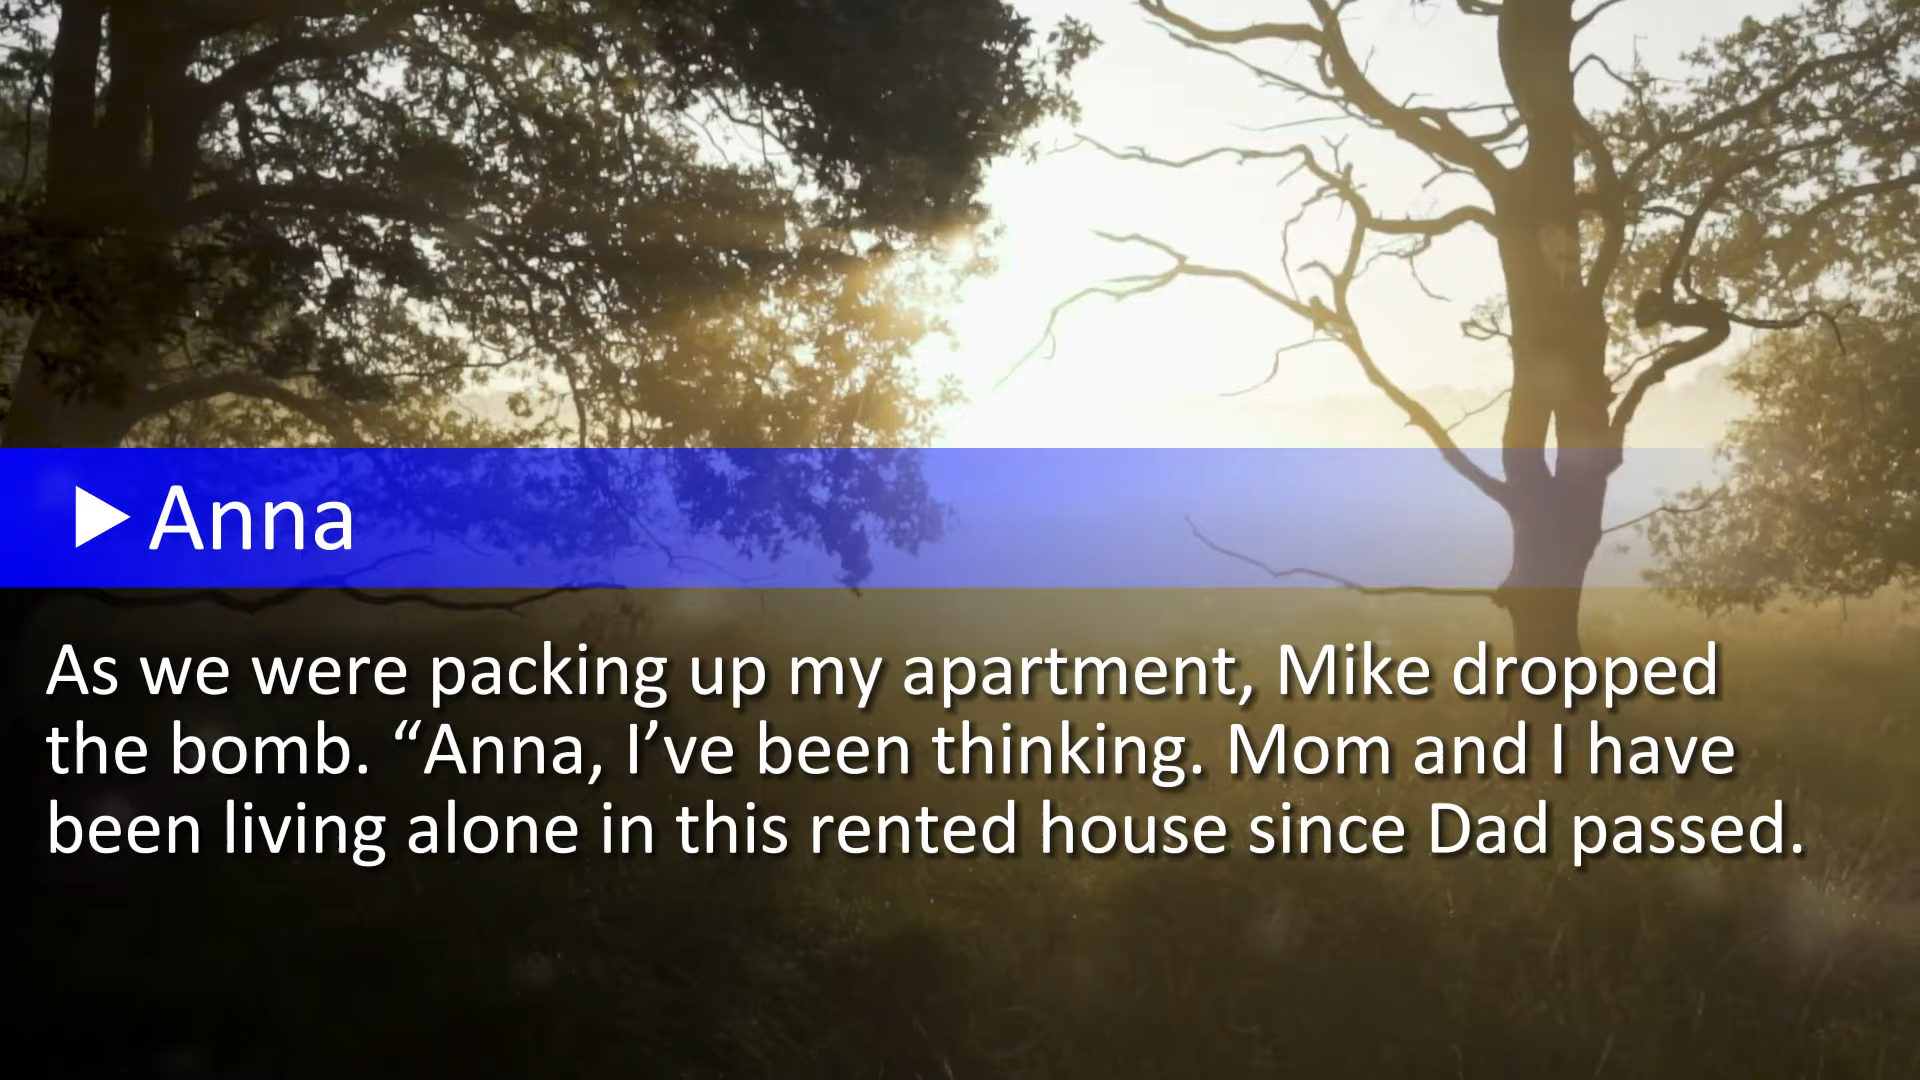 Anna
As we were packing up my apartment, Mike dropped
the bomb. “Anna, I’ve been thinking. Mom and I have
been living alone in this rented house since Dad passed.